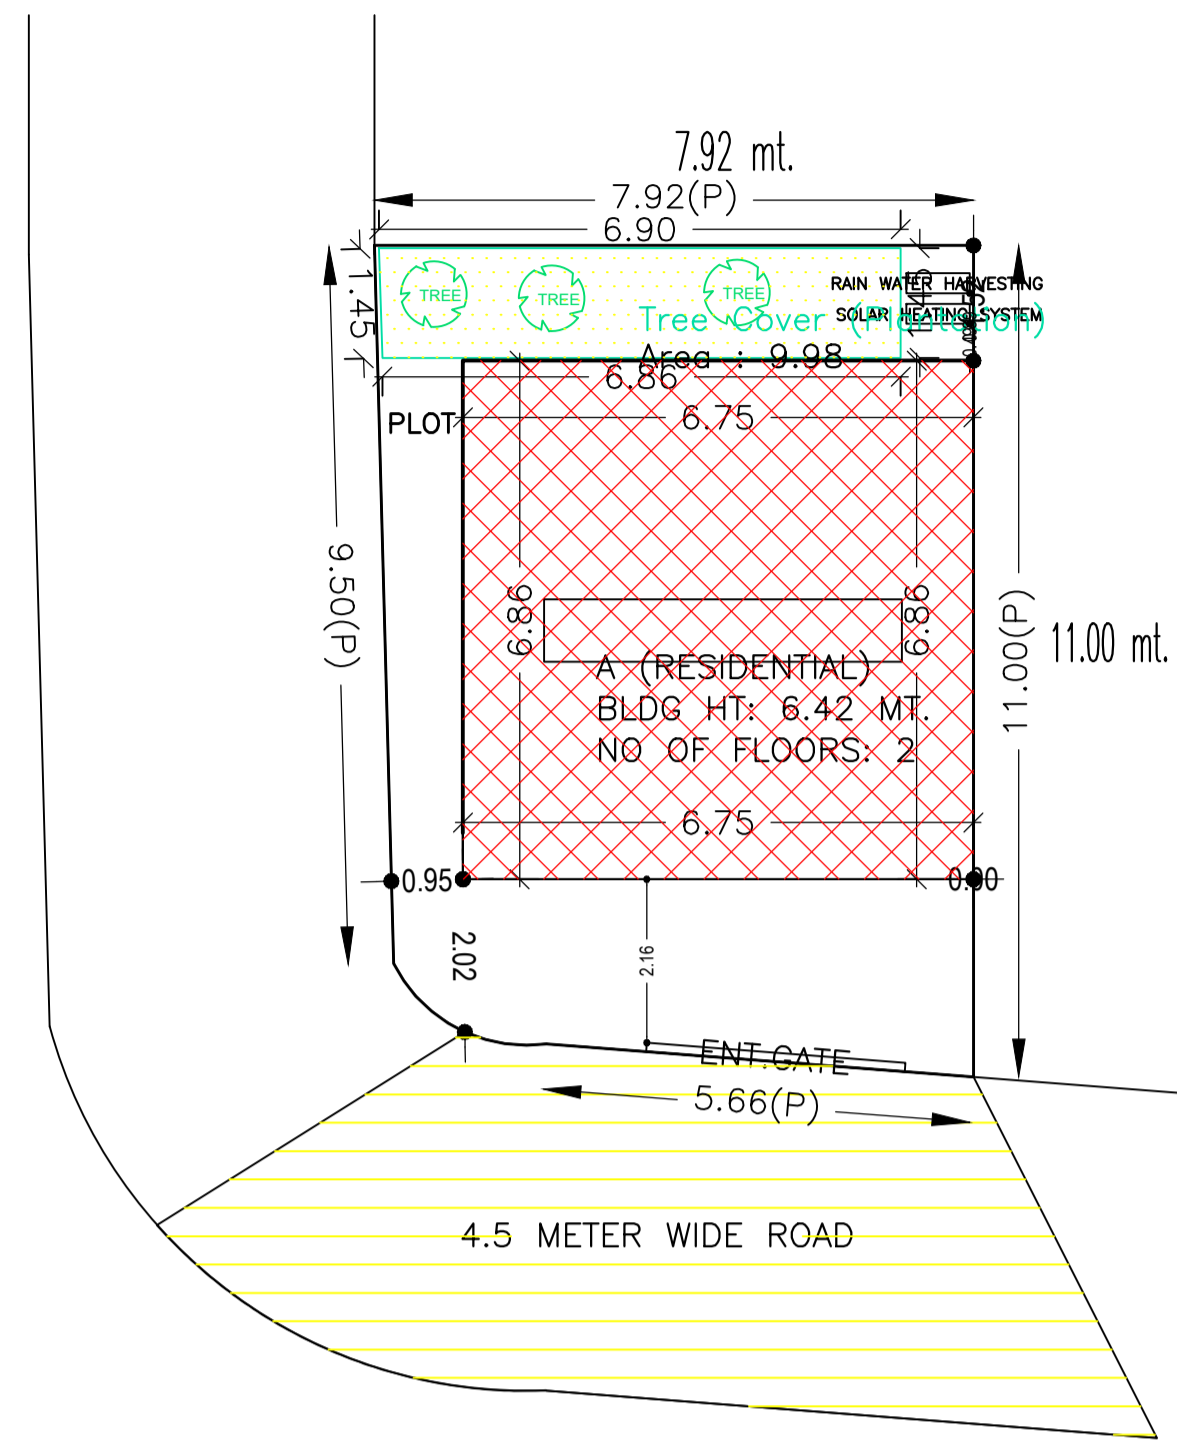 7.92 mt.
7.92(P)
6.90
1.45
TREE
TREE
TREE
RAIN WATER HARVESTING
SOLAR HEATING SYSTEM
1.45
Tree Cover (Plantation)
Area : 9.98
6.86
PLOT
6.75
9.50(P)
6.86
6.86
11.00(P)
11.00 mt.
A (RESIDENTIAL)
BLDG HT: 6.42 MT.
NO OF FLOORS: 2
6.75
0.95
0.00
2.02
2.16
ENT.GATE
5.66(P)
4.5 METER WIDE ROAD